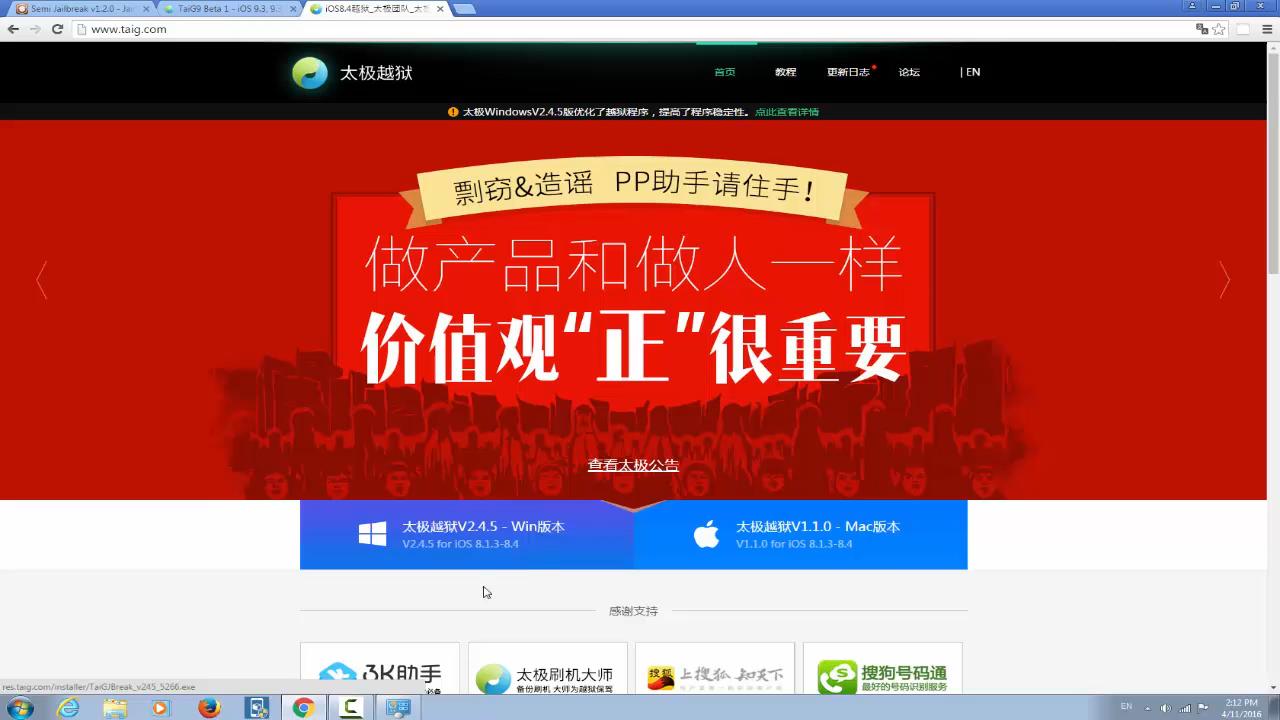 Semi Jailbreak v1.2.0 - Jai
TaiG9 Beta 1 - iOS 9.3, 9.3
iOS8.4越狱_太极团队_太
www.taig.com
太极越狱
首页
教程
更新日志
论坛
| EN
太极WindowsV2.4.5版优化了越狱程序，提高了程序稳定性。点此查看详情
剽窃&造谣 PP助手请住手！
做产品和做人一样
价值观“正”很重要
查看太极公告
太极越狱V2.4.5 - Win版本
V2.4.5 for iOS 8.1.3-8.4
太极越狱V1.1.0 - Mac版本
V1.1.0 for iOS 8.1.3-8.4
感谢支持
3K助手
太极刷机大师
备份刷机 大师为越狱保驾
搜狐
上搜狐 知天下
搜狗号码通
最好的号码识别服务
res.taig.com/installer/TaiGJBreak_v245_5266.exe
EN
2:12 PM
4/11/2016